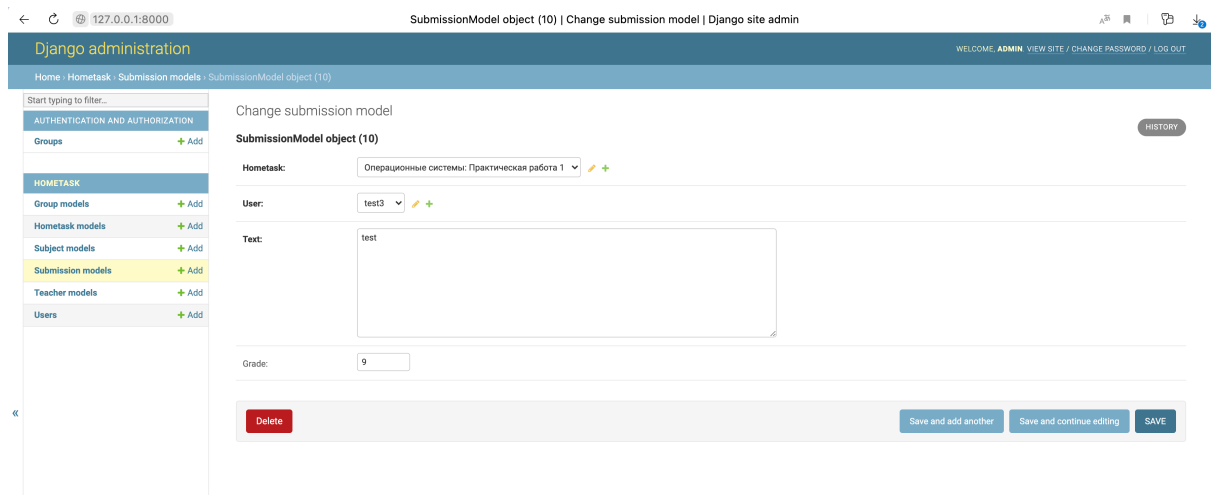 127.0.0.1:8000 SubmissionModel object (10) | Change submission model | Django site admin
Django administration
WELCOME, ADMIN. VIEW SITE / CHANGE PASSWORD / LOG OUT
Home › Hometask › Submission models › SubmissionModel object (10)
Start typing to filter...
AUTHENTICATION AND AUTHORIZATION
Groups + Add
HOMETASK
Group models + Add
Hometask models + Add
Subject models + Add
Submission models + Add
Teacher models + Add
Users + Add
«
Change submission model
HISTORY
SubmissionModel object (10)
Hometask: Операционные системы: Практическая работа 1
User: test3
Text: test
Grade: 9
Delete Save and add another Save and continue editing SAVE